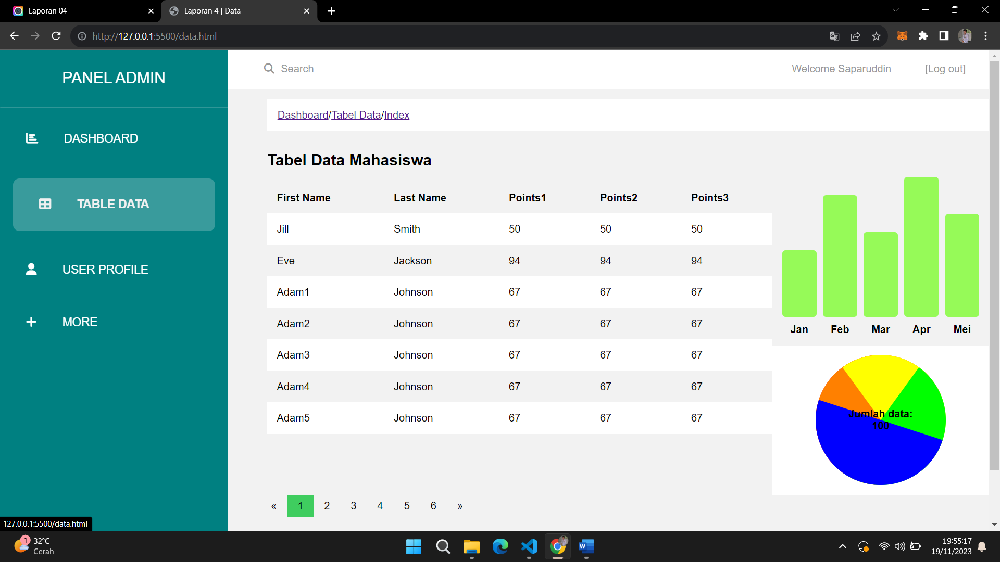 Laporan 04
Laporan 4 | Data
http://127.0.0.1:5500/data.html
PANEL ADMIN
DASHBOARD
TABLE DATA
USER PROFILE
MORE
Search
Welcome Saparuddin
[Log out]
Dashboard/Tabel Data/Index
Tabel Data Mahasiswa
First Name Last Name Points1 Points2 Points3
Jill Smith 50 50 50
Eve Jackson 94 94 94
Adam1 Johnson 67 67 67
Adam2 Johnson 67 67 67
Adam3 Johnson 67 67 67
Adam4 Johnson 67 67 67
Adam5 Johnson 67 67 67
Jan Feb Mar Apr Mei
Jumlah data:
100
« 1 2 3 4 5 6 »
127.0.0.1:5500/data.html
1
32°C
Cerah
W
19:55:17
19/11/2023